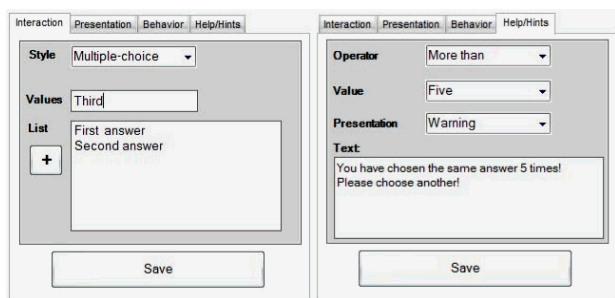 Interaction Presentation Behavior Help/Hints
Style Multiple-choice
Values Third
List First answer
Second answer
+
Save
Interaction Presentation Behavior Help/Hints
Operator More than
Value Five
Presentation Warning
Text:
You have chosen the same answer 5 times!
Please choose another!
Save